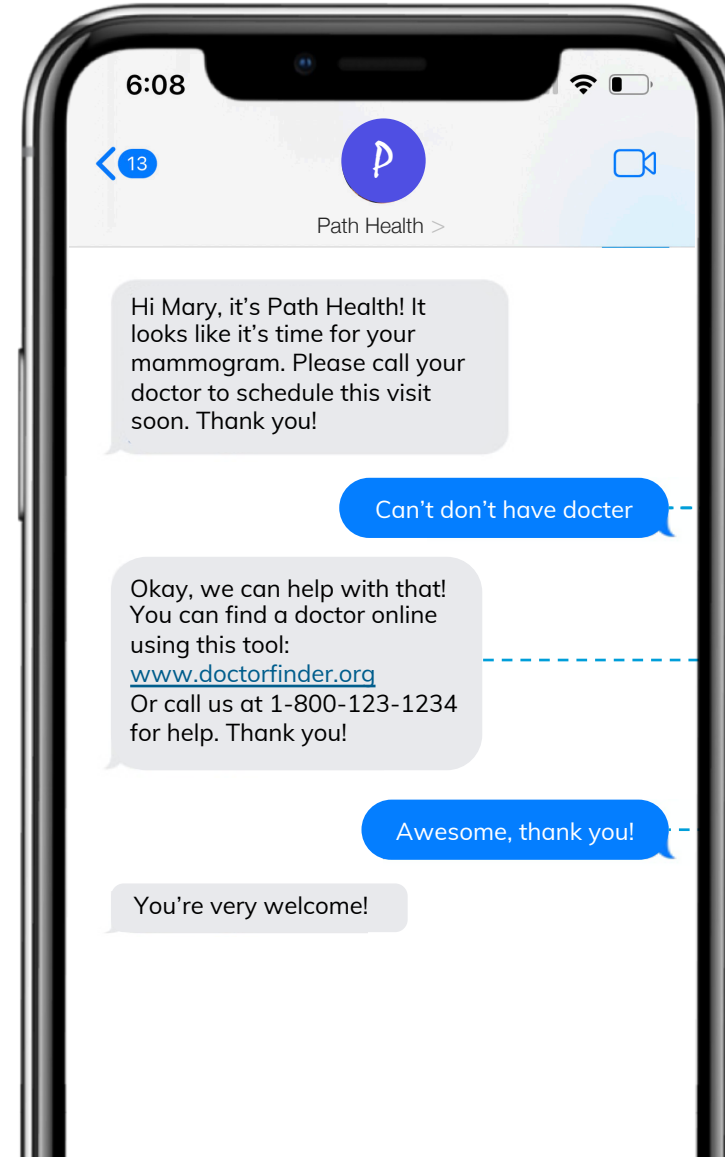 6:08
13
P
Path Health >
Hi Mary, it’s Path Health! It
looks like it’s time for your
mammogram. Please call your
doctor to schedule this visit
soon. Thank you!
Can’t don’t have docter
Okay, we can help with that!
You can find a doctor online
using this tool:
www.doctorfinder.org
Or call us at 1-800-123-1234
for help. Thank you!
Awesome, thank you!
You’re very welcome!